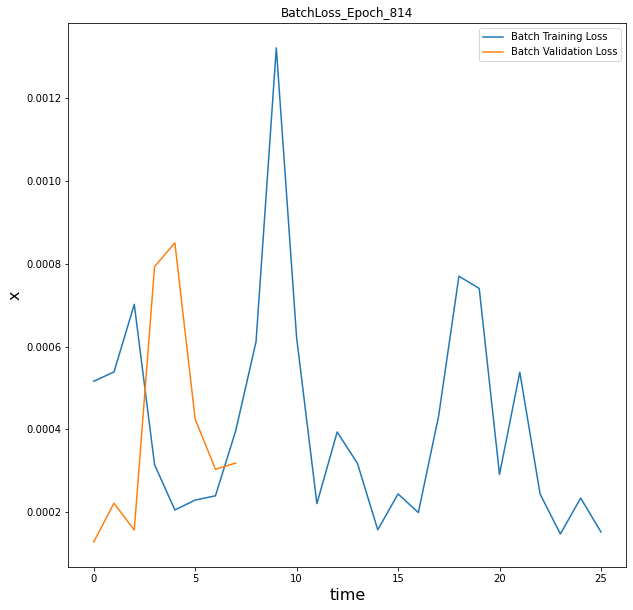 BatchLoss_Epoch_814
Batch Training Loss
Batch Validation Loss
x
0.0012
0.0010
0.0008
0.0006
0.0004
0.0002
0 5 10 15 20 25
time